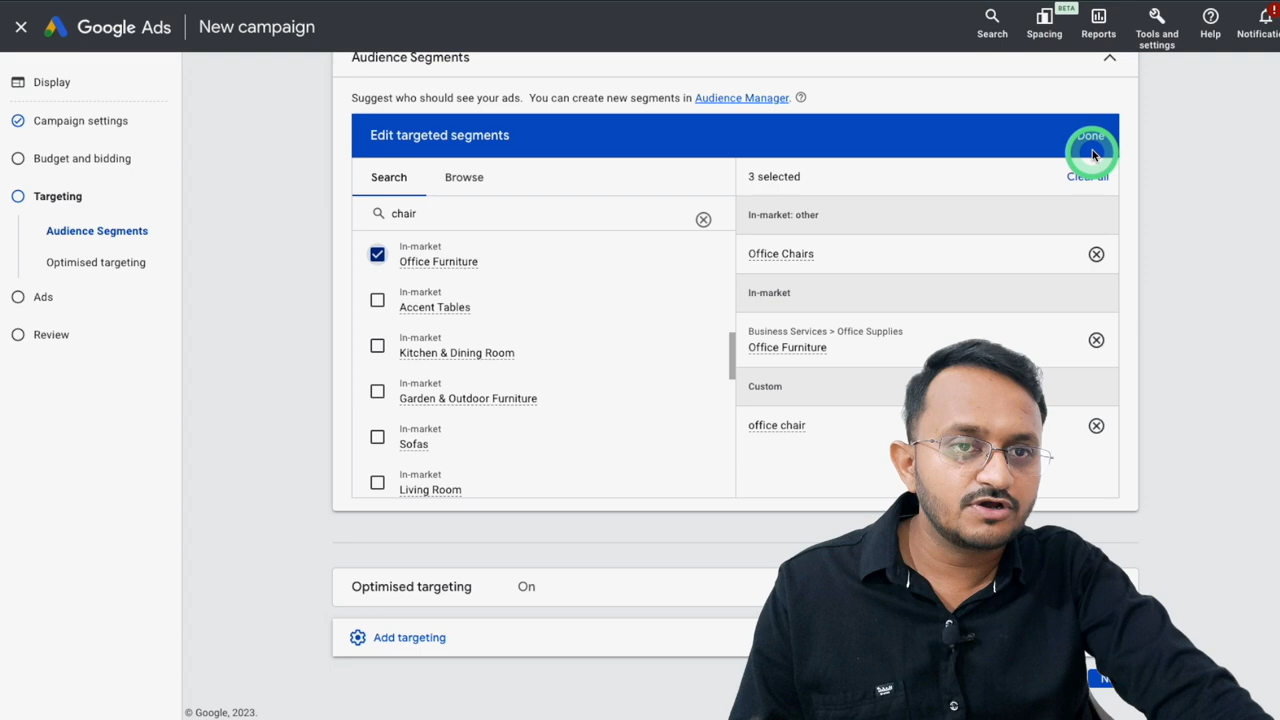 Google Ads
New campaign
Search
BETA
Spacing
Reports
Tools and
settings
Help
!
Display
Campaign settings
Budget and bidding
Targeting
Audience Segments
Optimised targeting
Ads
Review
Audience Segments
Suggest who should see your ads. You can create new segments in Audience Manager.
Edit targeted segments
Done
Search
Browse
chair
In-market
Office Furniture
In-market
Accent Tables
In-market
Kitchen & Dining Room
In-market
Garden & Outdoor Furniture
In-market
Sofas
In-market
Living Room
3 selected
Clear all
In-market: other
Office Chairs
In-market
Business Services > Office Supplies
Office Furniture
Custom
office chair
Optimised targeting
On
Add targeting
© Google, 2023.